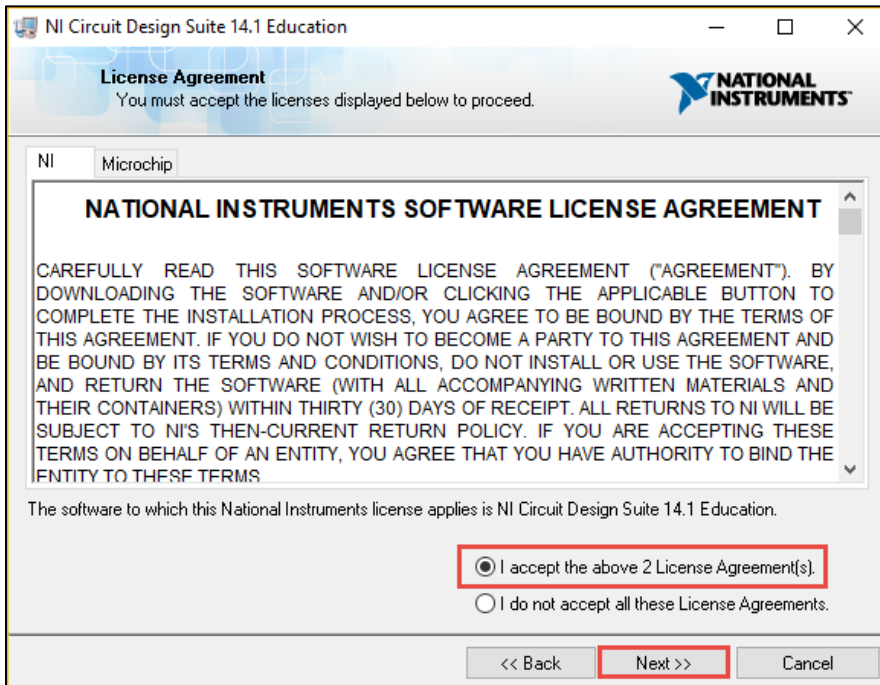 NI Circuit Design Suite 14.1 Education
License Agreement
You must accept the licenses displayed below to proceed.
NATIONAL
INSTRUMENTS™
NI
Microchip
NATIONAL INSTRUMENTS SOFTWARE LICENSE AGREEMENT
CAREFULLY READ THIS SOFTWARE LICENSE AGREEMENT ("AGREEMENT"). BY
DOWNLOADING THE SOFTWARE AND/OR CLICKING THE APPLICABLE BUTTON TO
COMPLETE THE INSTALLATION PROCESS, YOU AGREE TO BE BOUND BY THE TERMS OF
THIS AGREEMENT. IF YOU DO NOT WISH TO BECOME A PARTY TO THIS AGREEMENT AND
BE BOUND BY ITS TERMS AND CONDITIONS, DO NOT INSTALL OR USE THE SOFTWARE,
AND RETURN THE SOFTWARE (WITH ALL ACCOMPANYING WRITTEN MATERIALS AND
THEIR CONTAINERS) WITHIN THIRTY (30) DAYS OF RECEIPT. ALL RETURNS TO NI WILL BE
SUBJECT TO NI'S THEN-CURRENT RETURN POLICY. IF YOU ARE ACCEPTING THESE
TERMS ON BEHALF OF AN ENTITY, YOU AGREE THAT YOU HAVE AUTHORITY TO BIND THE
ENTITY TO THESE TERMS
The software to which this National Instruments license applies is NI Circuit Design Suite 14.1 Education.
I accept the above 2 License Agreement(s).
I do not accept all these License Agreements.
<< Back
Next >>
Cancel